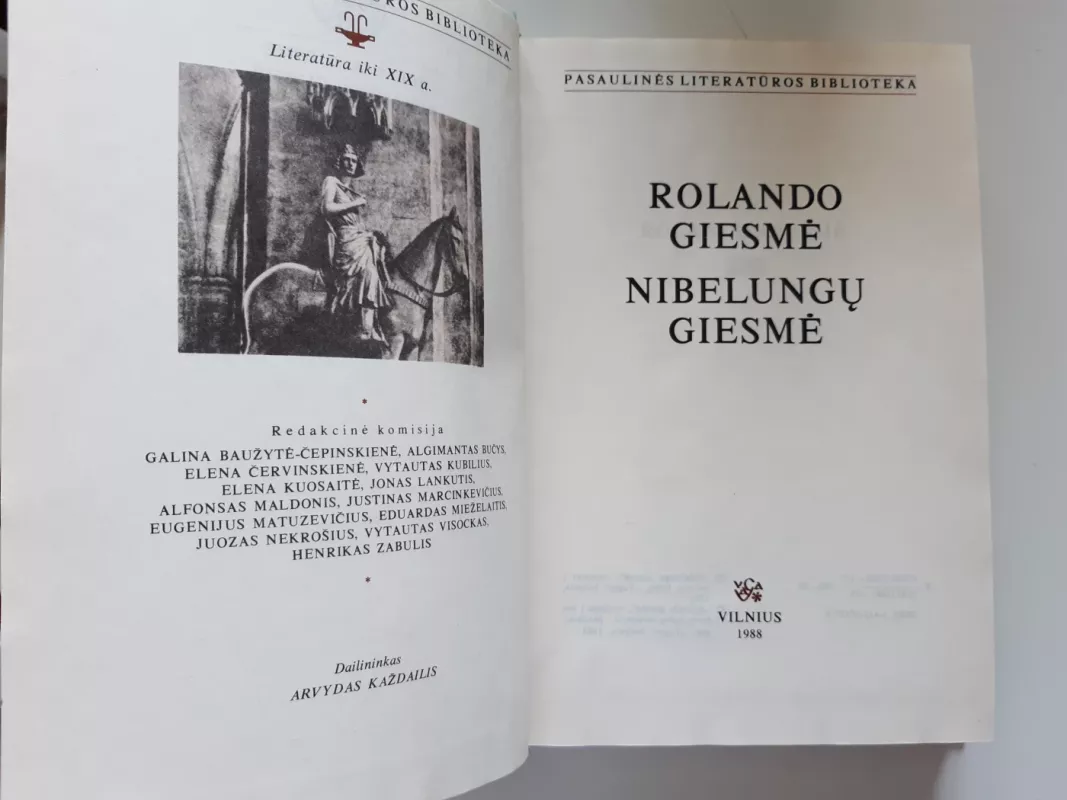 ROS BIBLIOTEKA
Literatūra iki XIX a.
*
Redakcinė komisija
GALINA BAUŽYTĖ-ČEPINSKIENĖ, ALGIMANTAS BUČYS,
ELENA ČERVINSKIENĖ, VYTAUTAS KUBILIUS,
ELENA KUOSAITĖ, JONAS LANKUTIS,
ALFONSAS MALDONIS, JUSTINAS MARCINKEVIČIUS,
EUGENIJUS MATUZEVIČIUS, EDUARDAS MIEŽELAITIS,
JUOZAS NEKROŠIUS, VYTAUTAS VISOCKAS,
HENRIKAS ZABULIS
*
Dailininkas
ARVYDAS KAŽDAILIS
PASAULINĖS LITERATŪROS BIBLIOTEKA
ROLANDO
GIESMĖ
NIBELUNGŲ
GIESMĖ
VILNIUS
1988